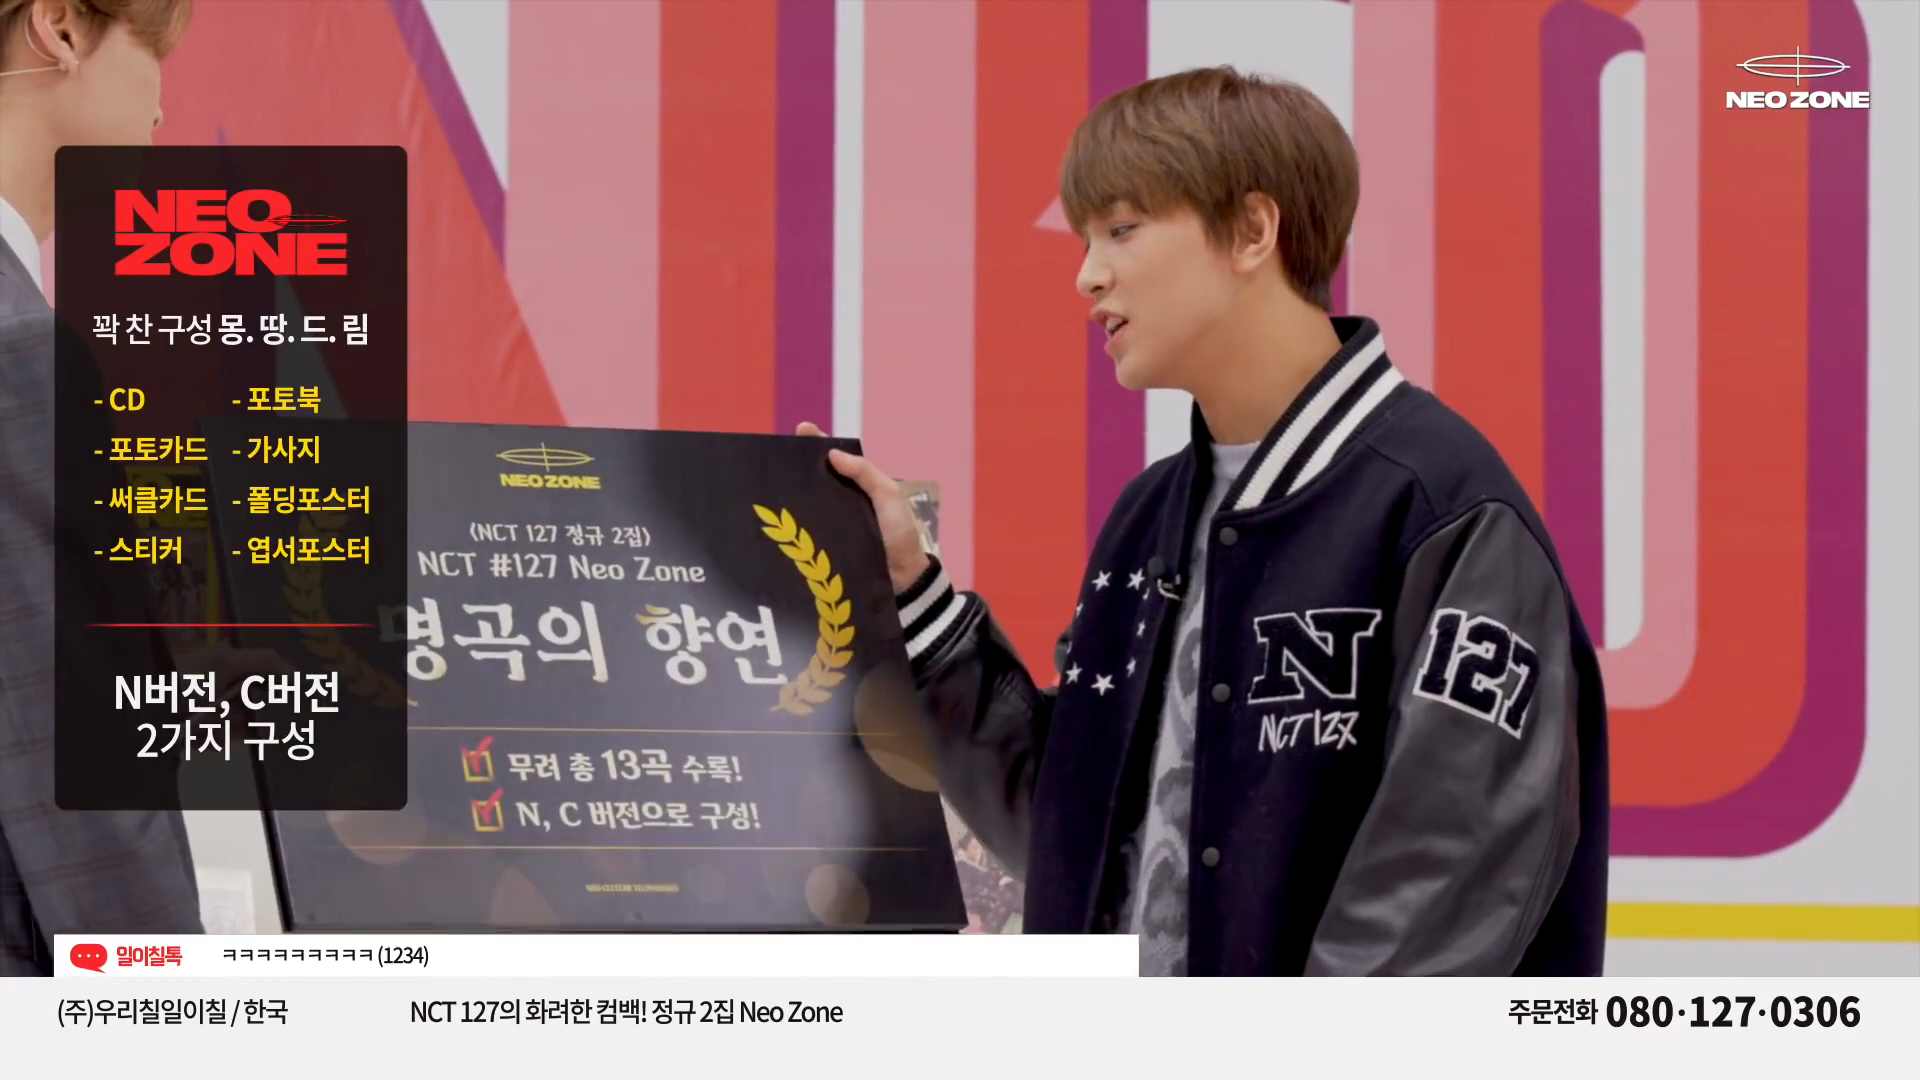 NEO ZONE
NEO
ZONE
꽉 찬 구성 몽. 땅. 드. 림
- CD
- 포토북
- 포토카드
- 가사지
- 써클카드
- 폴딩포스터
- 스티커
- 엽서포스터
N버전, C버전
2가지 구성
NEO ZONE
(NCT 127 정규 2집)
NCT #127 Neo Zone
명곡의 향연
무려 총 13곡 수록!
N, C 버전으로 구성!
N
127
NCT 127
일이칠톡
ㅋㅋㅋㅋㅋㅋㅋㅋㅋ (1234)
(주)우리칠일이칠 / 한국
NCT 127의 화려한 컴백! 정규 2집 Neo Zone
주문전화 080·127·0306